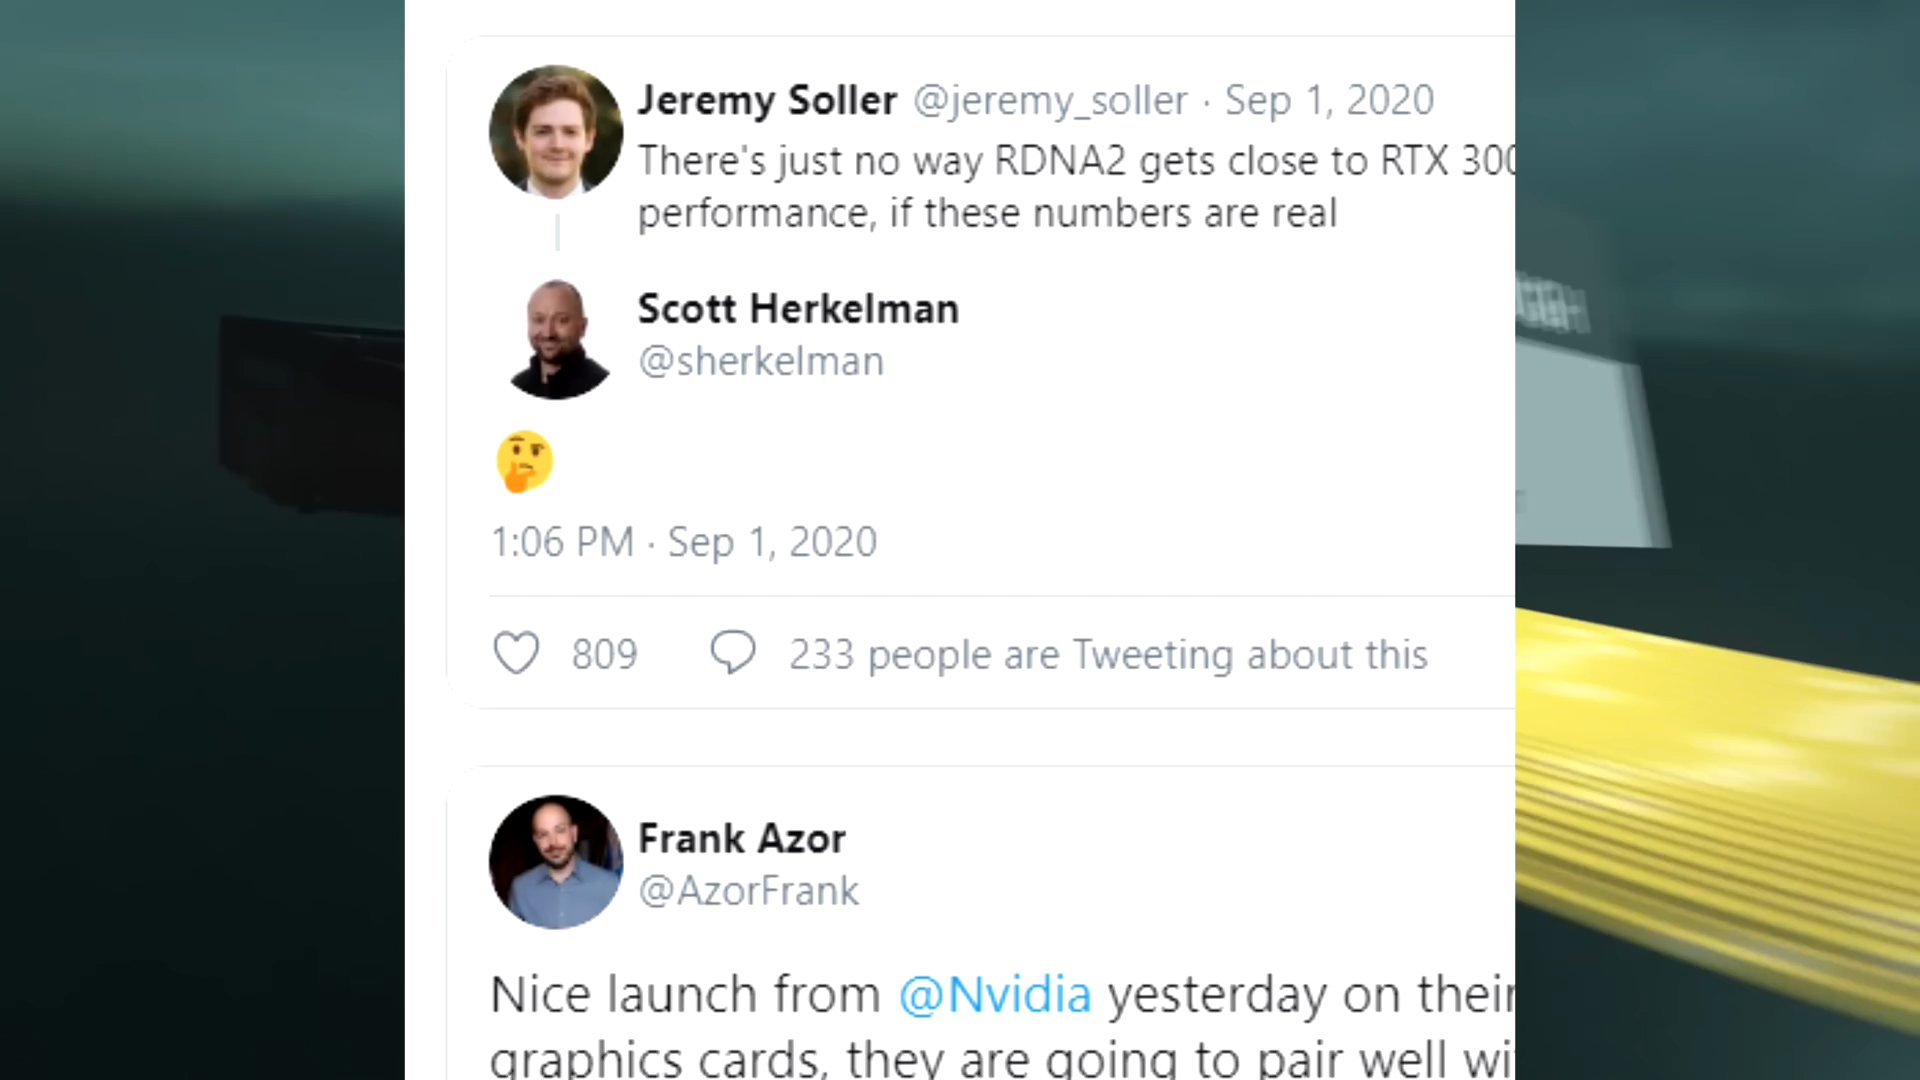 Jeremy Soller @jeremy_soller · Sep 1, 2020
There's just no way RDNA2 gets close to RTX 300
performance, if these numbers are real
Scott Herkelman
@sherkelman
🤔
1:06 PM · Sep 1, 2020
809 233 people are Tweeting about this
Frank Azor
@AzorFrank
Nice launch from @Nvidia yesterday on their
graphics cards, they are going to pair well wi